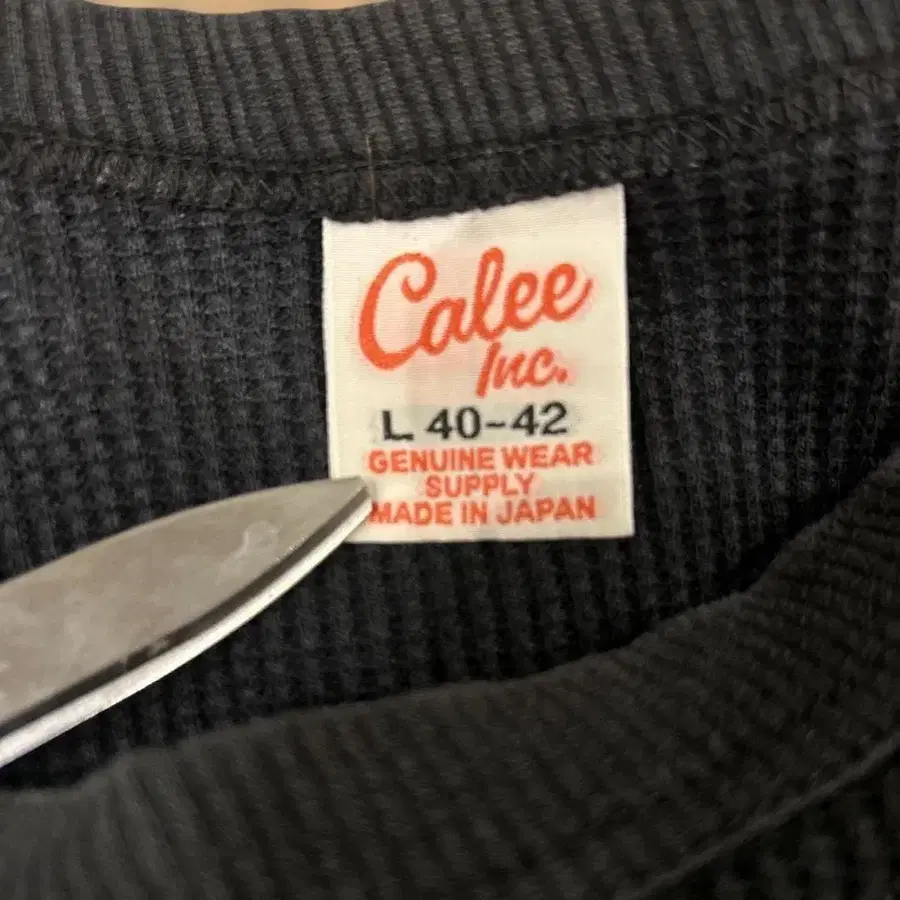 Calee
Inc.
L 40-42
GENUINE WEAR
SUPPLY
MADE IN JAPAN